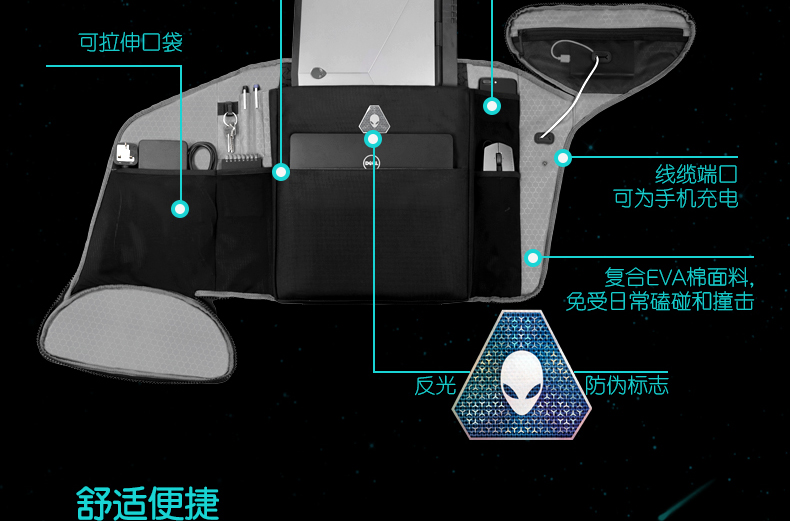 可拉伸口袋
线缆端口
可为手机充电
DELL
复合EVA棉面料,
免受日常磕碰和撞击
反光
防伪标志
舒适便捷